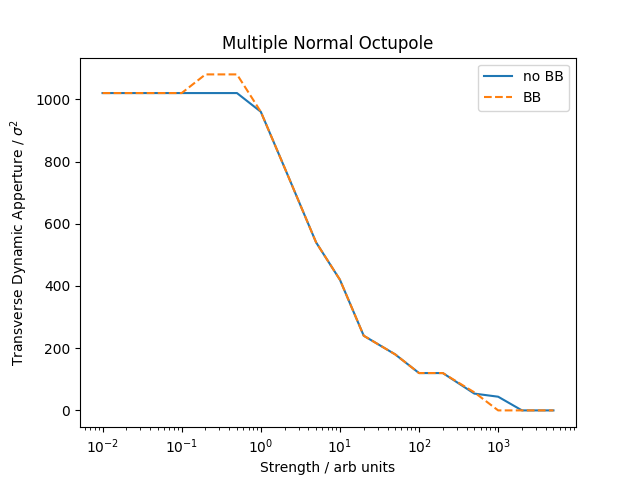 Multiple Normal Octupole
no BB
BB
Transverse Dynamic Apperture / σ²
1000
800
600
400
200
0
10⁻² 10⁻¹ 10⁰ 10¹ 10² 10³
Strength / arb units